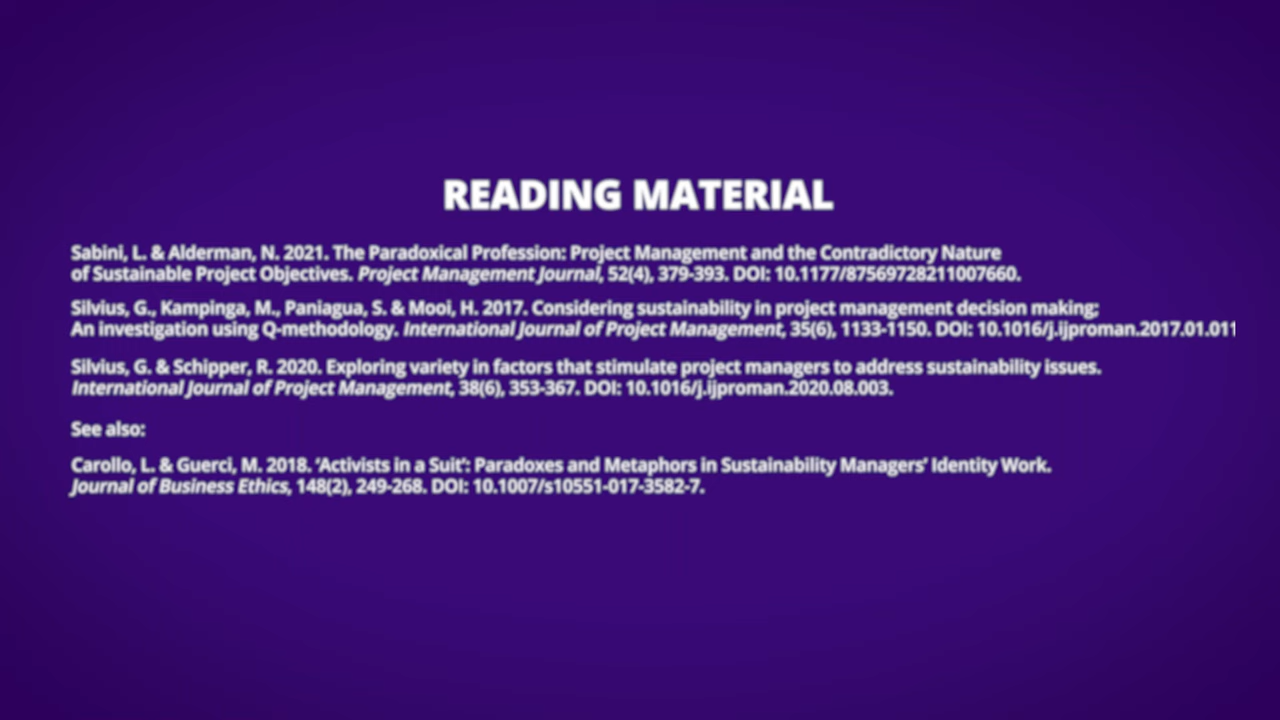 READING MATERIAL
Sabini, L. & Alderman, N. 2021. The Paradoxical Profession: Project Management and the Contradictory Nature
of Sustainable Project Objectives. Project Management Journal, 52(4), 379-393. DOI: 10.1177/87569728211007660.
Silvius, G., Kampinga, M., Paniagua, S. & Mooi, H. 2017. Considering sustainability in project management decision making;
An investigation using Q-methodology. International Journal of Project Management, 35(6), 1133-1150. DOI: 10.1016/j.ijproman.2017.01.011
Silvius, G. & Schipper, R. 2020. Exploring variety in factors that stimulate project managers to address sustainability issues.
International Journal of Project Management, 38(6), 353-367. DOI: 10.1016/j.ijproman.2020.08.003.
See also:
Carollo, L. & Guerci, M. 2018. ‘Activists in a Suit’: Paradoxes and Metaphors in Sustainability Managers’ Identity Work.
Journal of Business Ethics, 148(2), 249-268. DOI: 10.1007/s10551-017-3582-7.